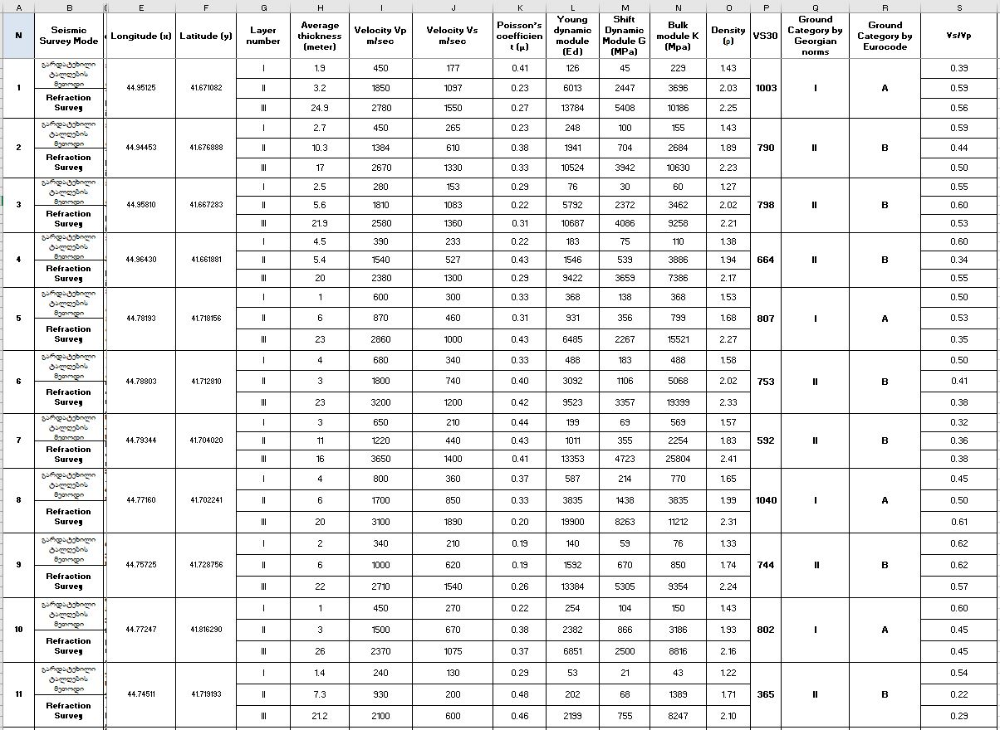 A B E F G H I J K L M N O P Q R S
N Seismic Survey Mode Longitude (x) Latitude (y) Layer number Average thickness (meter) Velocity Vp m/sec Velocity Vs m/sec Poisson's coefficien t (μ) Young dynamic module (Ed) Shift Dynamic Module G (MPa) Bulk module K (Mpa) Density (ρ) VS30 Ground Category by Georgian norms Ground Category by Eurocode Vs/Vp
1 გარდატეხილი ტალღების მეთოდი Refraction Survey 44.95125 41.671082 1003 I A
I 1.9 450 177 0.41 126 45 229 1.43 0.39
II 3.2 1850 1097 0.23 6013 2447 3696 2.03 0.59
III 24.9 2780 1550 0.27 13784 5408 10186 2.25 0.56
2 გარდატეხილი ტალღების მეთოდი Refraction Survey 44.94453 41.676888 790 II B
I 2.7 450 265 0.23 248 100 155 1.43 0.59
II 10.3 1384 610 0.38 1941 704 2684 1.89 0.44
III 17 2670 1330 0.33 10524 3942 10630 2.23 0.50
3 გარდატეხილი ტალღების მეთოდი Refraction Survey 44.95810 41.667283 798 II B
I 2.5 280 153 0.29 76 30 60 1.27 0.55
II 5.6 1810 1083 0.22 5792 2372 3462 2.02 0.60
III 21.9 2580 1360 0.31 10687 4086 9258 2.21 0.53
4 გარდატეხილი ტალღების მეთოდი Refraction Survey 44.96430 41.661881 664 II B
I 4.5 390 233 0.22 183 75 110 1.38 0.60
II 5.4 1540 527 0.43 1546 539 3886 1.94 0.34
III 20 2380 1300 0.29 9422 3659 7386 2.17 0.55
5 გარდატეხილი ტალღების მეთოდი Refraction Survey 44.78193 41.718156 807 I A
I 1 600 300 0.33 368 138 368 1.53 0.50
II 6 870 460 0.31 931 356 799 1.68 0.53
III 23 2860 1000 0.43 6485 2267 15521 2.27 0.35
6 გარდატეხილი ტალღების მეთოდი Refraction Survey 44.78803 41.712810 753 II B
I 4 680 340 0.33 488 183 488 1.58 0.50
II 3 1800 740 0.40 3092 1106 5068 2.02 0.41
III 23 3200 1200 0.42 9523 3357 19399 2.33 0.38
7 გარდატეხილი ტალღების მეთოდი Refraction Survey 44.79344 41.704020 592 II B
I 3 650 210 0.44 199 69 569 1.57 0.32
II 11 1220 440 0.43 1011 355 2254 1.83 0.36
III 16 3650 1400 0.41 13353 4723 25804 2.41 0.38
8 გარდატეხილი ტალღების მეთოდი Refraction Survey 44.77160 41.702241 1040 I A
I 4 800 360 0.37 587 214 770 1.65 0.45
II 6 1700 850 0.33 3835 1438 3835 1.99 0.50
III 20 3100 1890 0.20 19900 8263 11212 2.31 0.61
9 გარდატეხილი ტალღების მეთოდი Refraction Survey 44.75725 41.728756 744 II B
I 2 340 210 0.19 140 59 76 1.33 0.62
II 6 1000 620 0.19 1592 670 850 1.74 0.62
III 22 2710 1540 0.26 13384 5305 9354 2.24 0.57
10 გარდატეხილი ტალღების მეთოდი Refraction Survey 44.77247 41.816290 802 I A
I 1 450 270 0.22 254 104 150 1.43 0.60
II 3 1500 670 0.38 2382 866 3186 1.93 0.45
III 26 2370 1075 0.37 6851 2500 8816 2.16 0.45
11 გარდატეხილი ტალღების მეთოდი Refraction Survey 44.74511 41.719193 365 II B
I 1.4 240 130 0.29 53 21 43 1.22 0.54
II 7.3 930 200 0.48 202 68 1389 1.71 0.22
III 21.2 2100 600 0.46 2199 755 8247 2.10 0.29